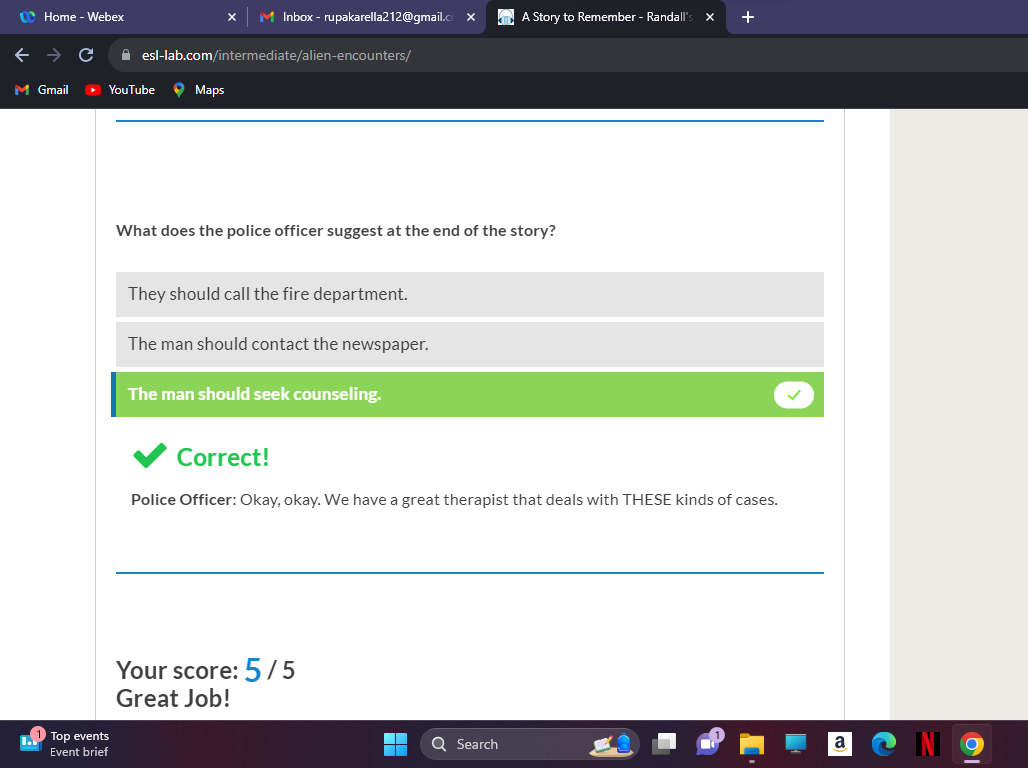 Home - Webex
Inbox - rupakarella212@gmail.c
A Story to Remember - Randall's
esl-lab.com/intermediate/alien-encounters/
Gmail
YouTube
Maps
What does the police officer suggest at the end of the story?
They should call the fire department.
The man should contact the newspaper.
The man should seek counseling.
Correct!
Police Officer: Okay, okay. We have a great therapist that deals with THESE kinds of cases.
Your score: 5 / 5
Great Job!
1
Top events
Event brief
Search
1
a
N